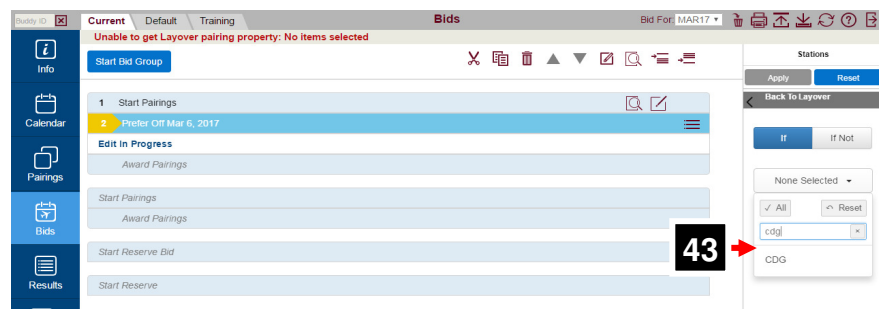 Buddy ID
Current Default Training Bids Bid For: MAR17
Unable to get Layover pairing property: No items selected
Info
Start Bid Group
Stations
Apply Reset
Back To Layover
1 Start Pairings
2 Prefer Off Mar 6, 2017
Edit In Progress
Award Pairings
Calendar
If If Not
Pairings
None Selected
Start Pairings
Award Pairings
✓ All Reset
Bids
cdg
43
Start Reserve Bid
CDG
Results
Start Reserve